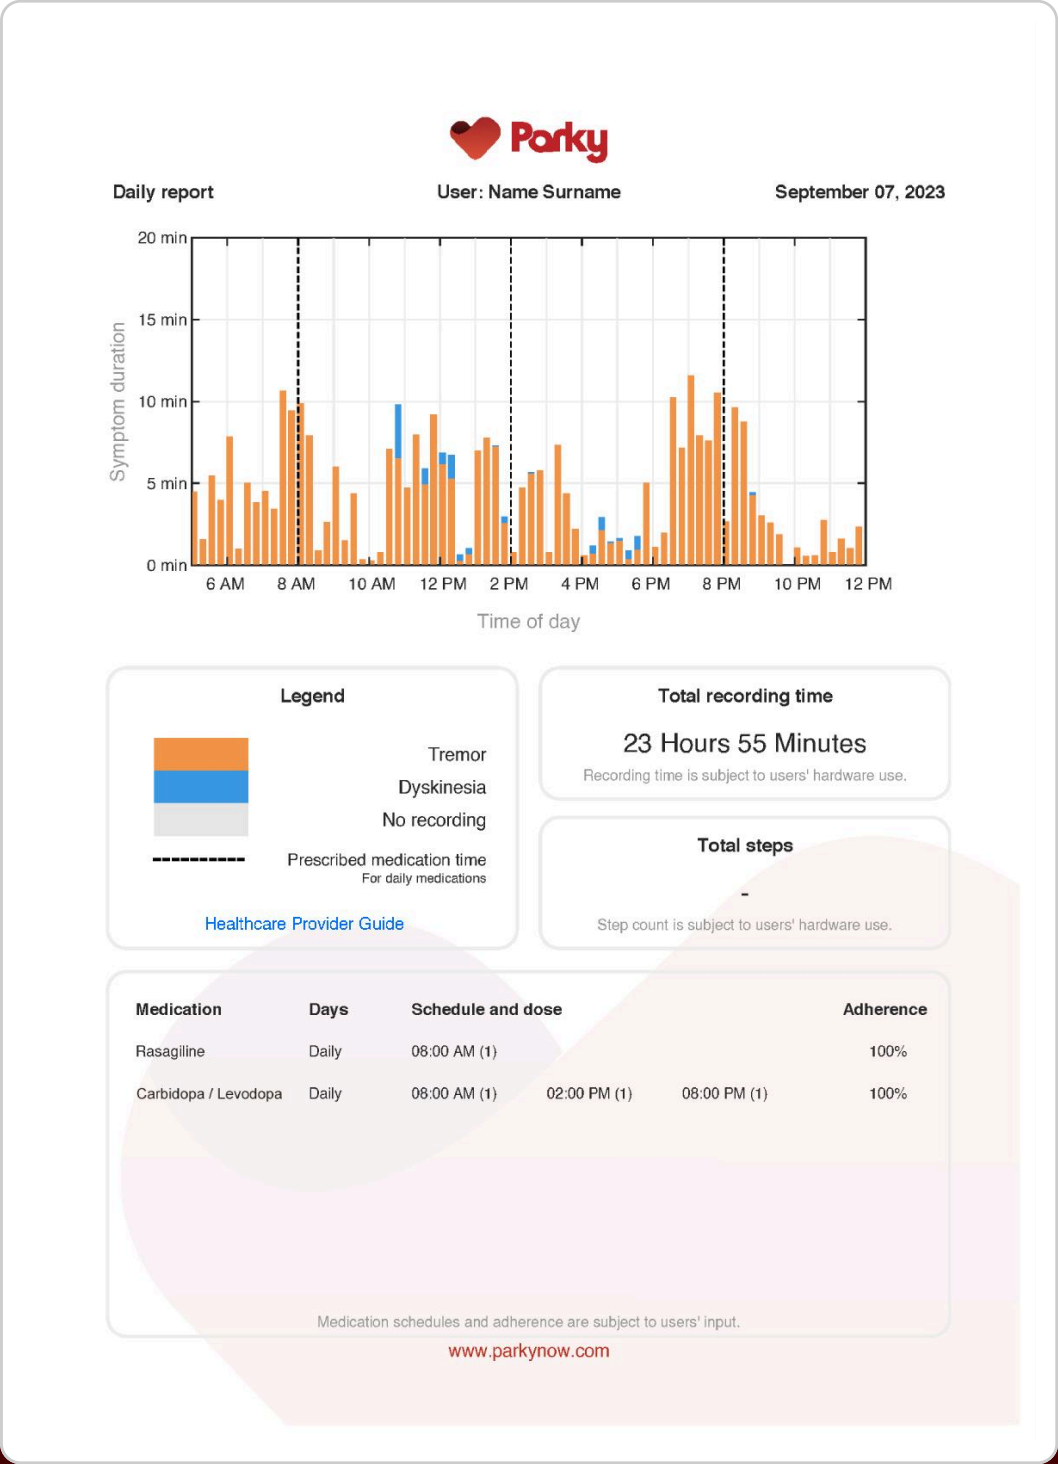 Parky
Daily report User: Name Surname September 07, 2023
20 min
15 min
10 min
5 min
0 min
Symptom duration
6 AM 8 AM 10 AM 12 PM 2 PM 4 PM 6 PM 8 PM 10 PM 12 PM
Time of day
Legend
Tremor
Dyskinesia
No recording
Prescribed medication time
For daily medications
Healthcare Provider Guide
Total recording time
23 Hours 55 Minutes
Recording time is subject to users' hardware use.
Total steps
-
Step count is subject to users' hardware use.
Medication Days Schedule and dose Adherence
Rasagiline Daily 08:00 AM (1) 100%
Carbidopa / Levodopa Daily 08:00 AM (1) 02:00 PM (1) 08:00 PM (1) 100%
Medication schedules and adherence are subject to users' input.
www.parkynow.com